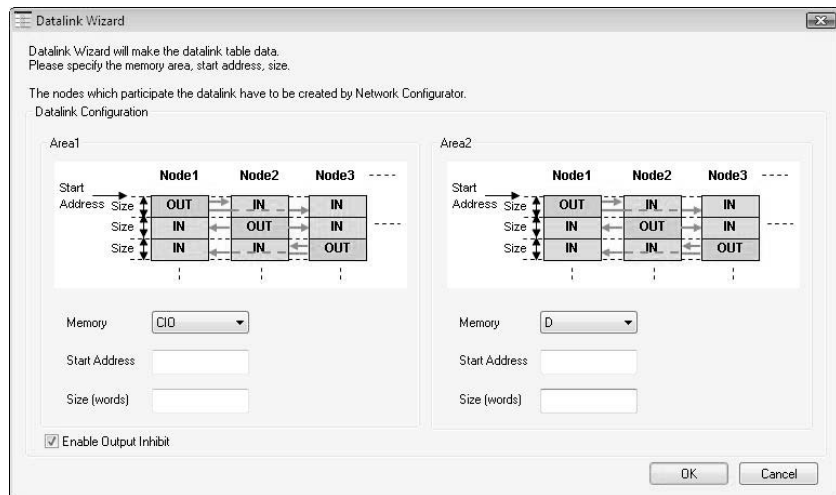 Datalink Wizard
Datalink Wizard will make the datalink table data.
Please specify the memory area, start address, size.
The nodes which participate the datalink have to be created by Network Configurator.
Datalink Configuration
Area1
Node1 Node2 Node3
Start
Address Size OUT IN IN
Size IN OUT IN
Size IN IN OUT
Memory CIO
Start Address
Size (words)
Area2
Node1 Node2 Node3
Start
Address Size OUT IN IN
Size IN OUT IN
Size IN IN OUT
Memory D
Start Address
Size (words)
Enable Output Inhibit
OK Cancel